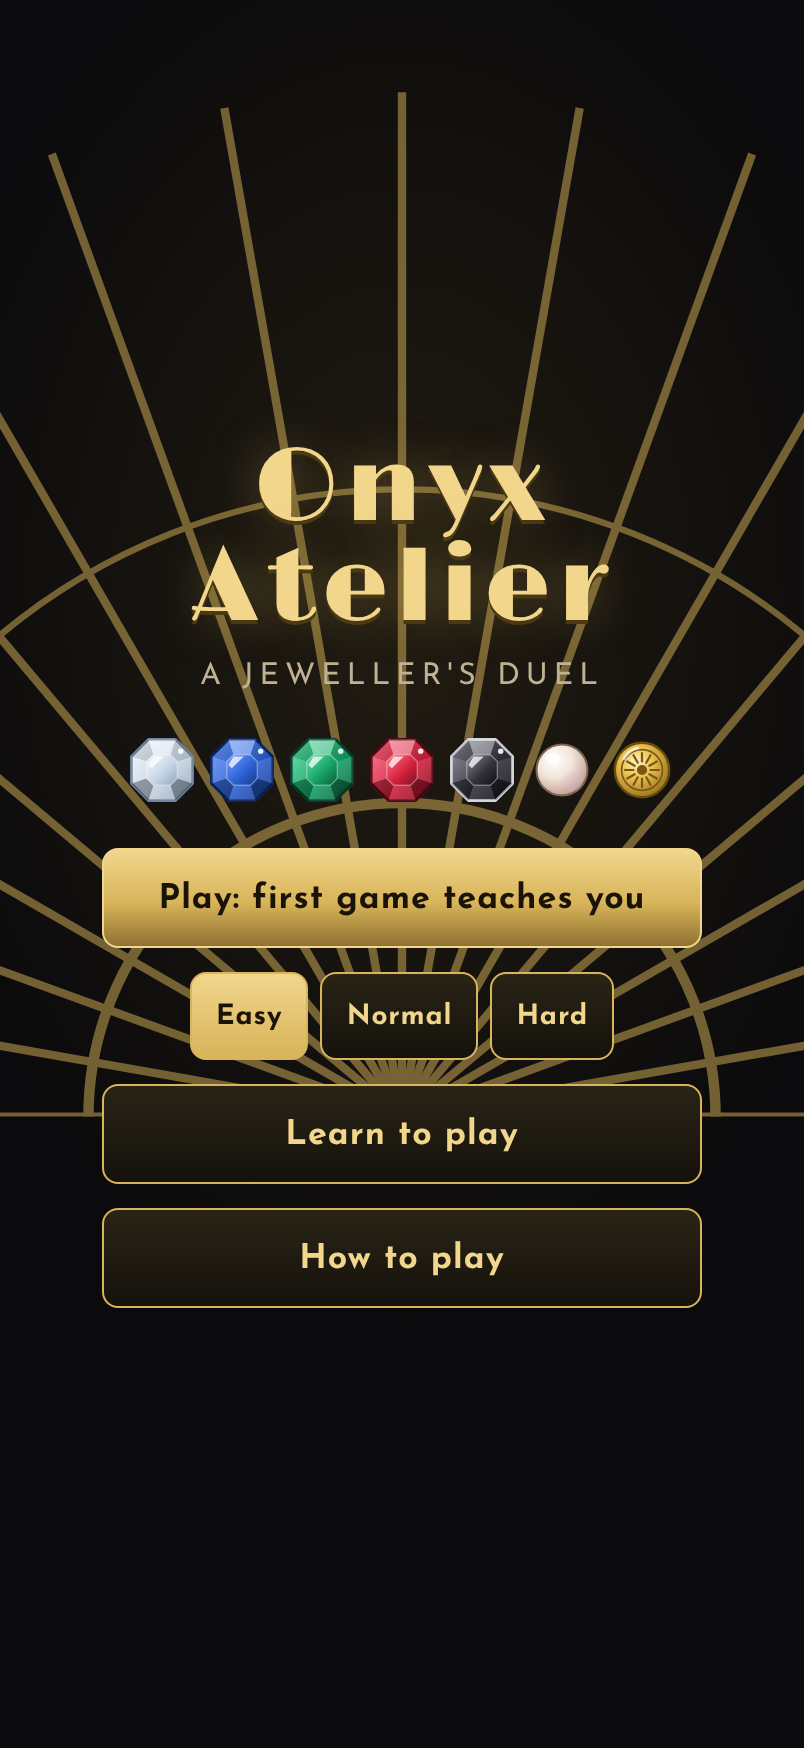 Onyx
Atelier
A JEWELLER'S DUEL
Play: first game teaches you
Easy Normal Hard
Learn to play
How to play